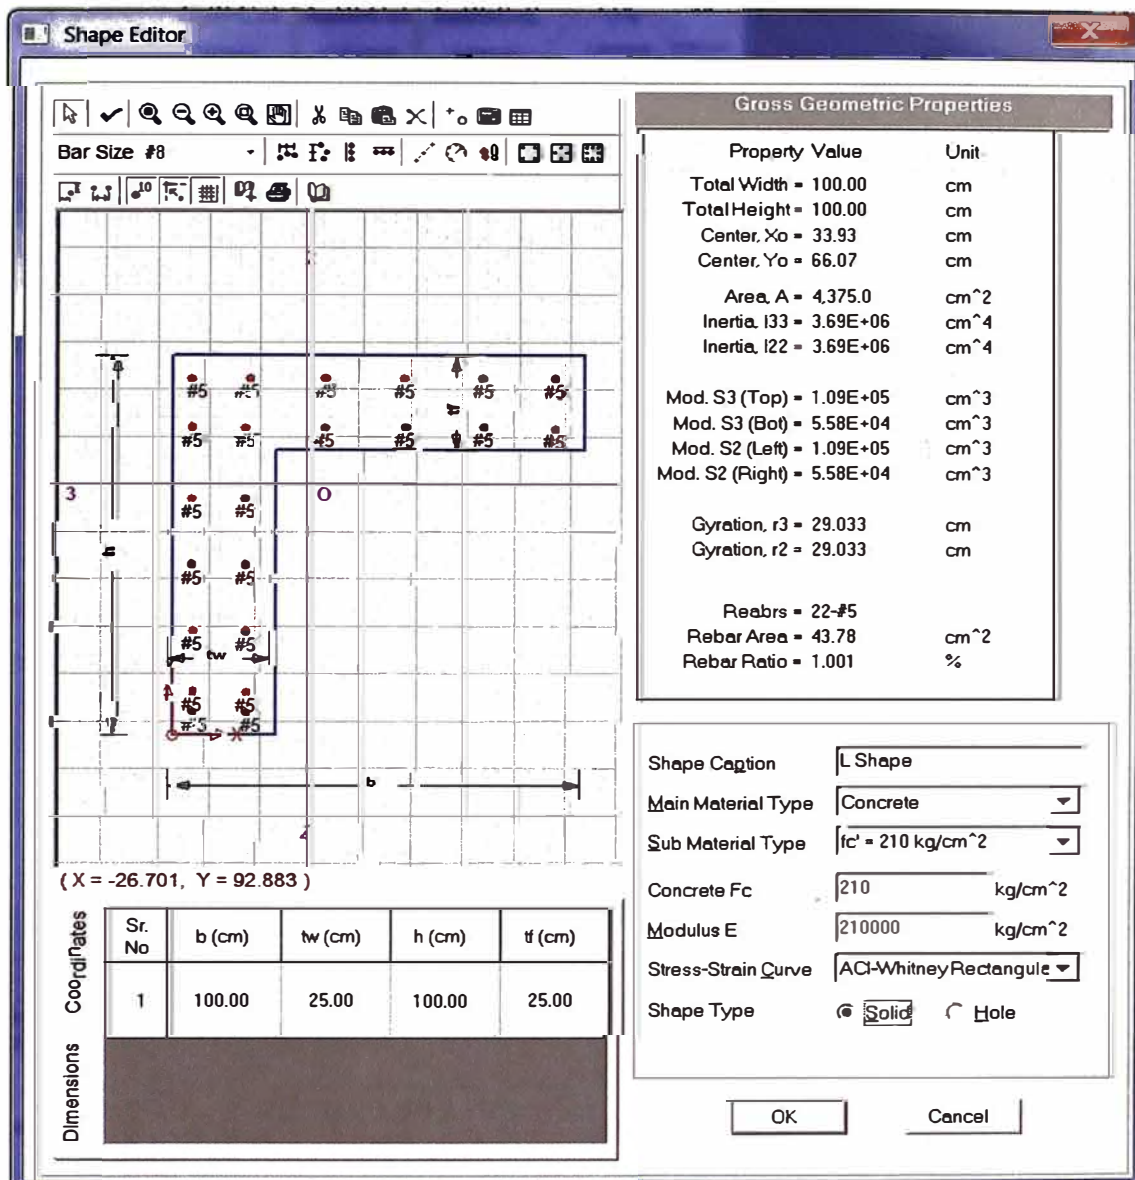 Shape Editor
X
Bar Size #8
Gross Geometric Properties
Property Value Unit
Total Width = 100.00 cm
Total Height = 100.00 cm
Center, Xo = 33.93 cm
Center, Yo = 66.07 cm
Area, A = 4,375.0 cm^2
Inertia, I33 = 3.69E+06 cm^4
Inertia, I22 = 3.69E+06 cm^4
Mod. S3 (Top) = 1.09E+05 cm^3
Mod. S3 (Bot) = 5.58E+04 cm^3
Mod. S2 (Left) = 1.09E+05 cm^3
Mod. S2 (Right) = 5.58E+04 cm^3
Gyration, r3 = 29.033 cm
Gyration, r2 = 29.033 cm
Reabrs = 22-#5
Rebar Area = 43.78 cm^2
Rebar Ratio = 1.001 %
#5 #5 #5 #5 #5 #5
tf
#5 #5 #5 #5 #5 #5
3 O
#5 #5
h
#5 #5
#5 #5
tw
#5 #5
#5 #5
X
b
(X = -26.701, Y = 92.883 )
Coordinates
Dimensions
Sr. No b (cm) tw (cm) h (cm) tf (cm)
1 100.00 25.00 100.00 25.00
Shape Caption L Shape
Main Material Type Concrete
Sub Material Type fc' = 210 kg/cm^2
Concrete Fc 210 kg/cm^2
Modulus E 210000 kg/cm^2
Stress-Strain Curve ACI-Whitney Rectangula
Shape Type Solid Hole
OK Cancel